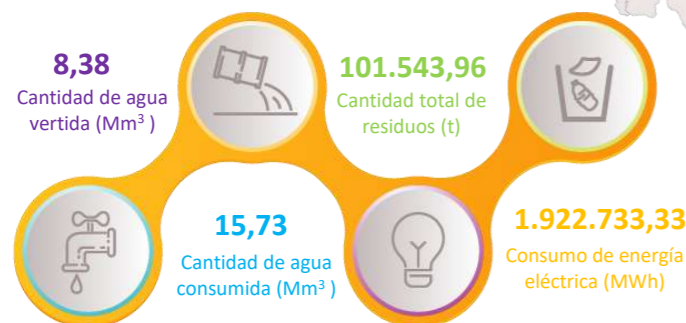 8,38
Cantidad de agua
vertida (Mm³ )
101.543,96
Cantidad total de
residuos (t)
15,73
Cantidad de agua
consumida (Mm³ )
1.922.733,33
Consumo de energía
eléctrica (MWh)